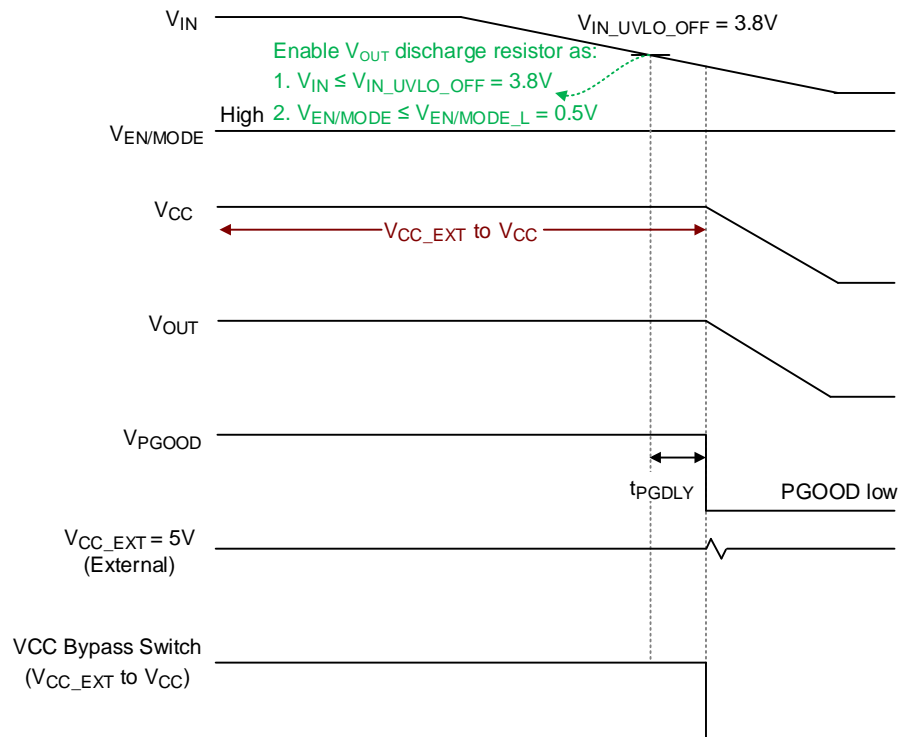 VIN
VIN_UVLO_OFF = 3.8V
Enable VOUT discharge resistor as:
1. VIN ≤ VIN_UVLO_OFF = 3.8V
2. VEN/MODE ≤ VEN/MODE_L = 0.5V
High
VEN/MODE
VCC
VCC_EXT to VCC
VOUT
VPGOOD
tPGDLY
PGOOD low
VCC_EXT = 5V
(External)
VCC Bypass Switch
(VCC_EXT to VCC)